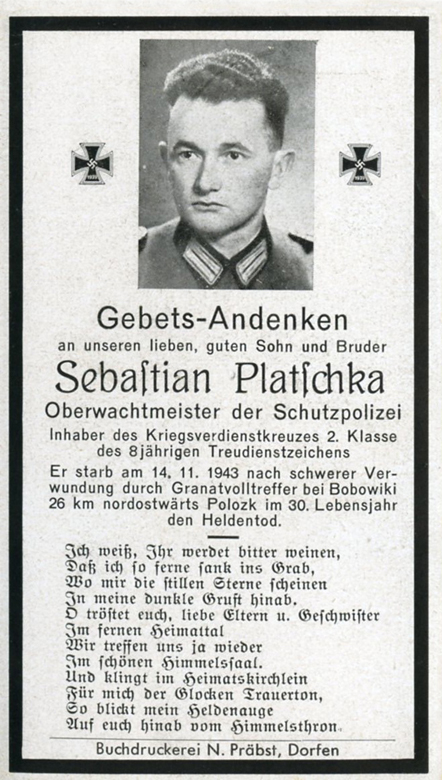 Gebets-Andenken
an unseren lieben, guten Sohn und Bruder
Sebaſtian Platſchka
Oberwachtmeister der Schutzpolizei
Inhaber des Kriegsverdienstkreuzes 2. Klasse
des 8jährigen Treudienstzeichens
Er starb am 14. 11. 1943 nach schwerer Ver-
wundung durch Granatvolltreffer bei Bobowiki
26 km nordostwärts Polozk im 30. Lebensjahr
den Heldentod.
Ich weiß, Ihr werdet bitter weinen,
Daß ich ſo ferne ſank ins Grab,
Wo mir die ſtillen Sterne ſcheinen
In meine dunkle Gruft hinab.
O tröſtet euch, liebe Eltern u. Geſchwiſter
Im fernen Heimattal
Wir treffen uns ja wieder
Im ſchönen Himmelsſaal.
Und klingt im Heimatskirchlein
Für mich der Glocken Trauerton,
So blickt mein Heldenauge
Auf euch hinab vom Himmelsthron.
Buchdruckerei N. Präbst, Dorfen